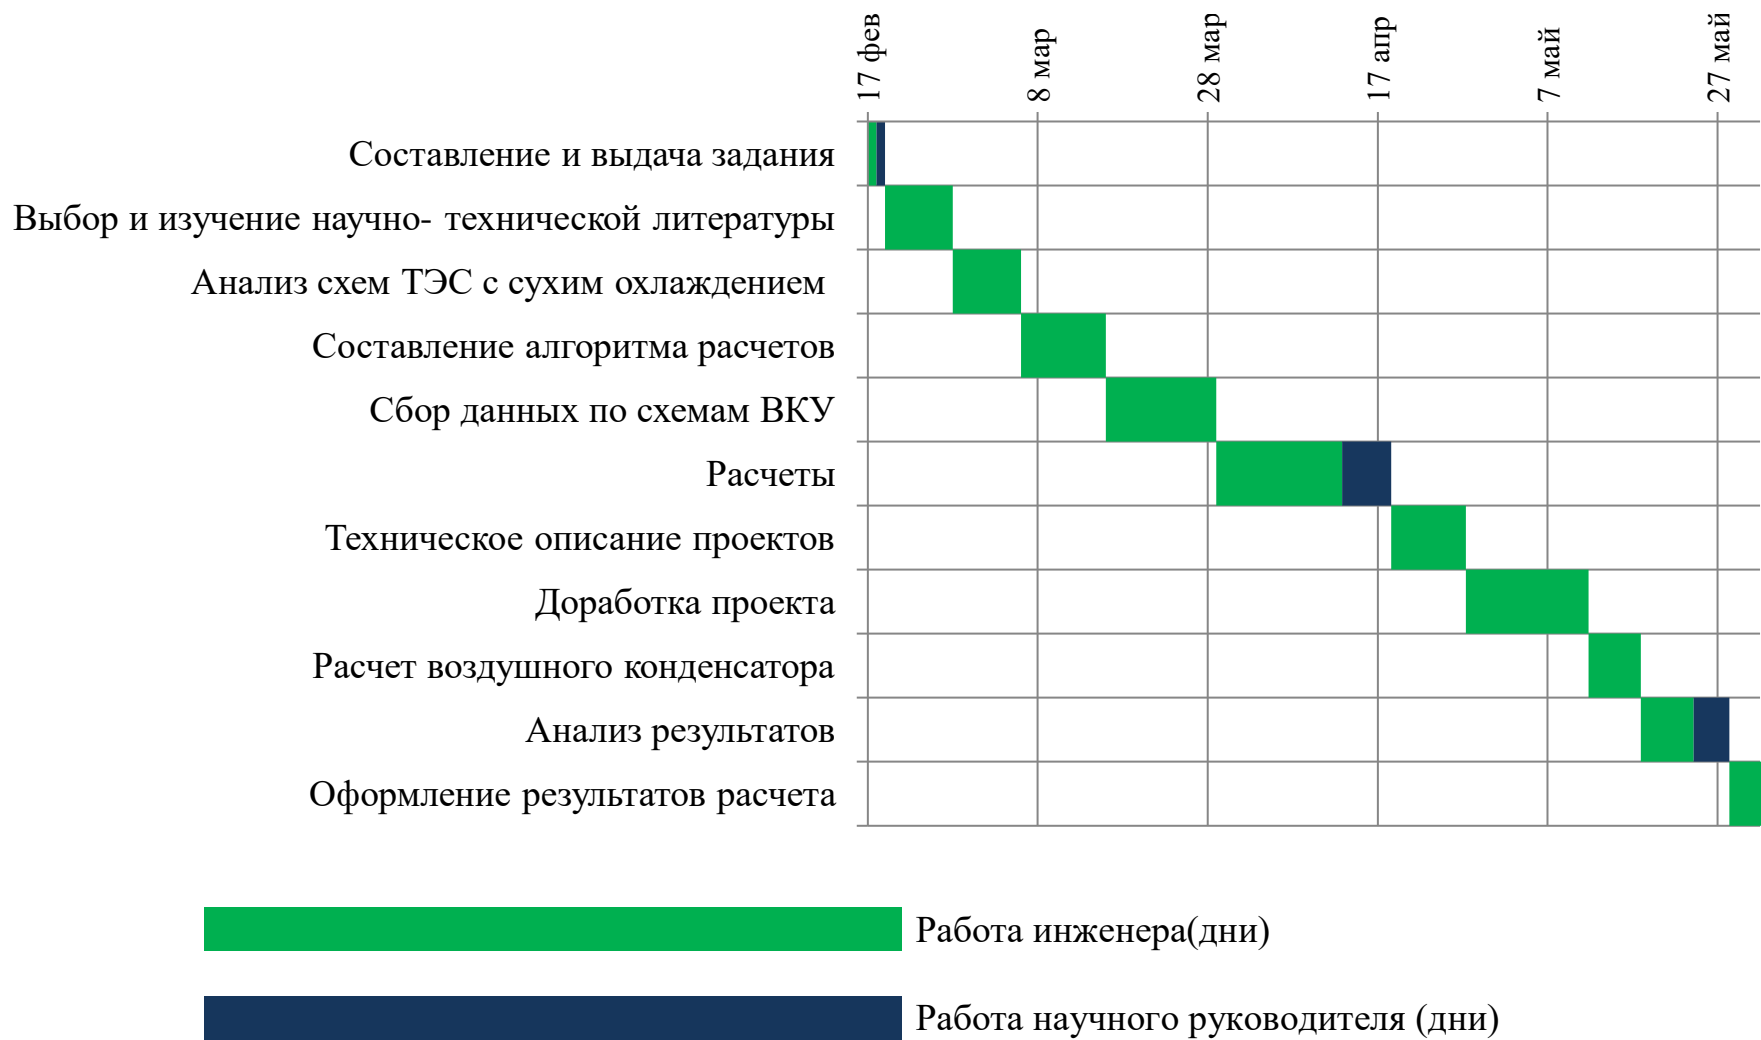 17 фев
8 мар
28 мар
17 апр
7 май
27 май
Составление и выдача задания
Выбор и изучение научно- технической литературы
Анализ схем ТЭС с сухим охлаждением
Составление алгоритма расчетов
Сбор данных по схемам ВКУ
Расчеты
Техническое описание проектов
Доработка проекта
Расчет воздушного конденсатора
Анализ результатов
Оформление результатов расчета
Работа инженера(дни)
Работа научного руководителя (дни)